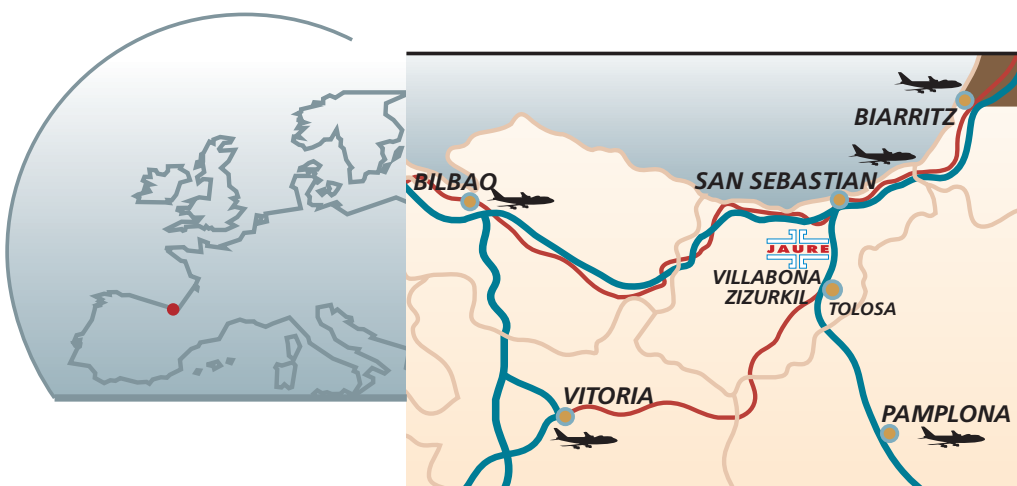 BIARRITZ
BILBAO
SAN SEBASTIAN
JAURE
VILLABONA
ZIZURKIL
TOLOSA
VITORIA
PAMPLONA